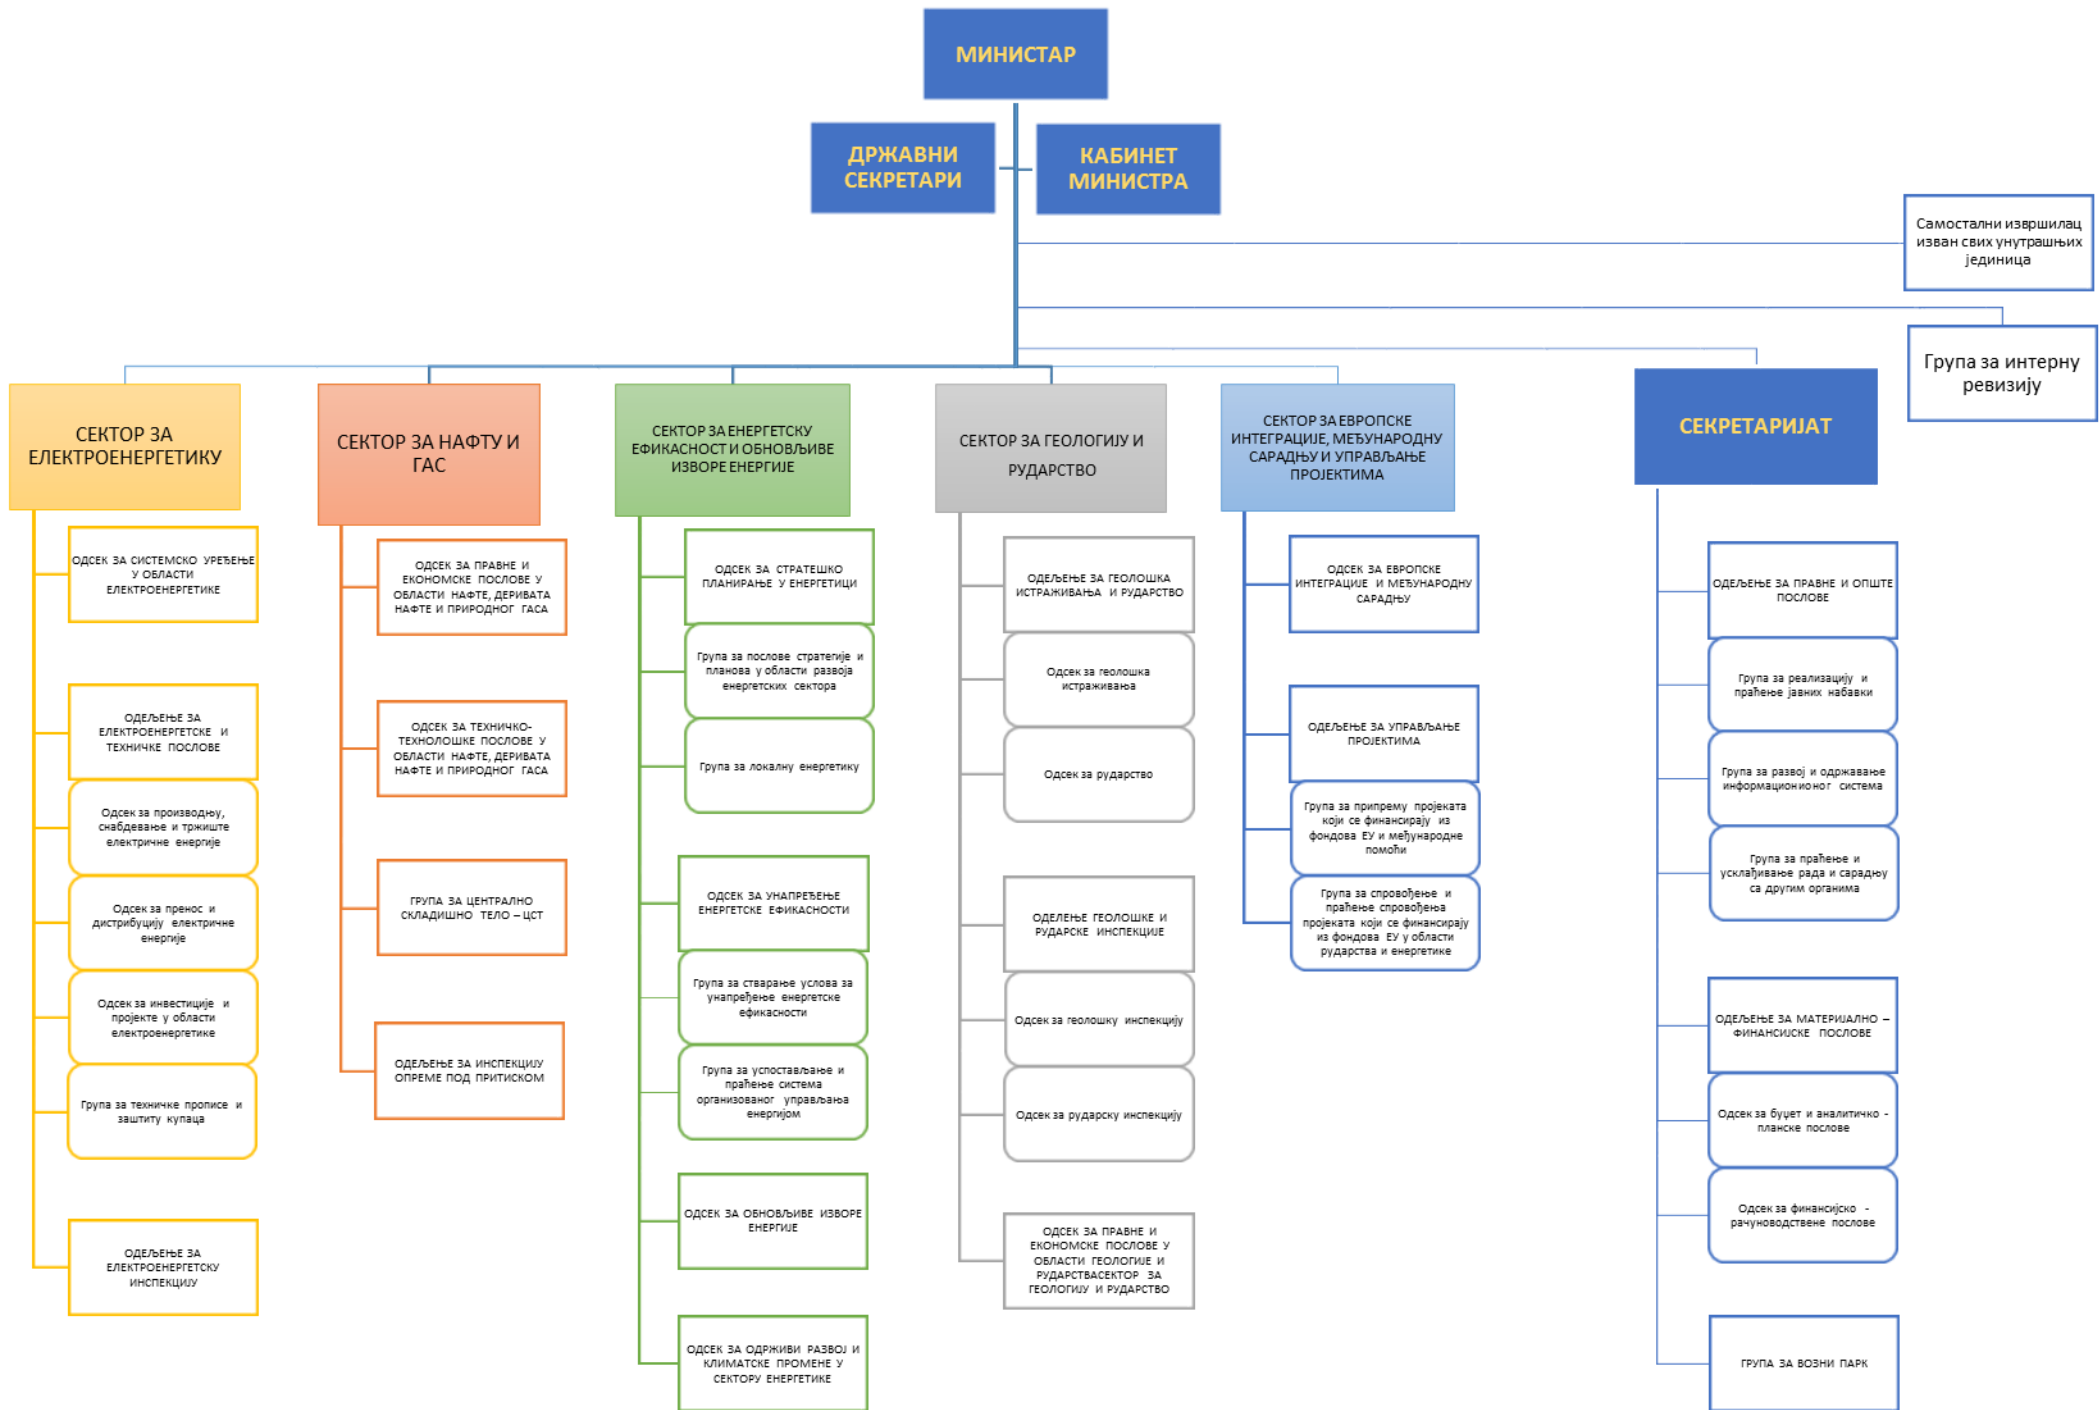 МИНИСТАР
ДРЖАВНИ
СЕКРЕТАРИ
КАБИНЕТ
МИНИСТРА
Самостални извршилац
изван свих унутрашњих
јединица
Група за интерну
ревизију
СЕКТОР ЗА
ЕЛЕКТРОЕНЕРГЕТИКУ
ОДСЕК ЗА СИСТЕМСКО УРЕЂЕЊЕ
У ОБЛАСТИ
ЕЛЕКТРОЕНЕРГЕТИКЕ
ОДЕЉЕЊЕ ЗА
ЕЛЕКТРОЕНЕРГЕТСКЕ И
ТЕХНИЧКЕ ПОСЛОВЕ
Одсек за производњу,
снабдевање и тржиште
електричне енергије
Одсек за пренос и
дистрибуцију електричне
енергије
Одсек за инвестиције и
пројекте у области
електроенергетике
Група за техничке прописе и
заштиту купаца
ОДЕЉЕЊЕ ЗА
ЕЛЕКТРОЕНЕРГЕТСКУ
ИНСПЕКЦИЈУ
СЕКТОР ЗА НАФТУ И
ГАС
ОДСЕК ЗА ПРАВНЕ И
ЕКОНОМСКЕ ПОСЛОВЕ У
ОБЛАСТИ НАФТЕ, ДЕРИВАТА
НАФТЕ И ПРИРОДНОГ ГАСА
ОДСЕК ЗА ТЕХНИЧКО-
ТЕХНОЛОШКЕ ПОСЛОВЕ У
ОБЛАСТИ НАФТЕ, ДЕРИВАТА
НАФТЕ И ПРИРОДНОГ ГАСА
ГРУПА ЗА ЦЕНТРАЛНО
СКЛАДИШНО ТЕЛО – ЦСТ
ОДЕЉЕЊЕ ЗА ИНСПЕКЦИЈУ
ОПРЕМЕ ПОД ПРИТИСКОМ
СЕКТОР ЗА ЕНЕРГЕТСКУ
ЕФИКАСНОСТ И ОБНОВЉИВЕ
ИЗВОРЕ ЕНЕРГИЈЕ
ОДСЕК ЗА СТРАТЕШКО
ПЛАНИРАЊЕ У ЕНЕРГЕТИЦИ
Група за послове стратегије и
планова у области развоја
енергетских сектора
Група за локалну енергетику
ОДСЕК ЗА УНАПРЕЂЕЊЕ
ЕНЕРГЕТСКЕ ЕФИКАСНОСТИ
Група за стварање услова за
унапређење енергетске
ефикасности
Група за успостављање и
праћење система
организованог управљања
енергијом
ОДСЕК ЗА ОБНОВЉИВЕ ИЗВОРЕ
ЕНЕРГИЈЕ
ОДСЕК ЗА ОДРЖИВИ РАЗВОЈ И
КЛИМАТСКЕ ПРОМЕНЕ У
СЕКТОРУ ЕНЕРГЕТИКЕ
СЕКТОР ЗА ГЕОЛОГИЈУ И
РУДАРСТВО
ОДЕЉЕЊЕ ЗА ГЕОЛОШКА
ИСТРАЖИВАЊА И РУДАРСТВО
Одсек за геолошка
истраживања
Одсек за рударство
ОДЕЛЕЊЕ ГЕОЛОШКЕ И
РУДАРСКЕ ИНСПЕКЦИЈЕ
Одсек за геолошку инспекцију
Одсек за рударску инспекцију
ОДСЕК ЗА ПРАВНЕ И
ЕКОНОМСКЕ ПОСЛОВЕ У
ОБЛАСТИ ГЕОЛОГИЈЕ И
РУДАРСТВАСЕКТОР ЗА
ГЕОЛОГИЈУ И РУДАРСТВО
СЕКТОР ЗА ЕВРОПСКЕ
ИНТЕГРАЦИЈЕ, МЕЂУНАРОДНУ
САРАДЊУ И УПРАВЉАЊЕ
ПРОЈЕКТИМА
ОДСЕК ЗА ЕВРОПСКЕ
ИНТЕГРАЦИЈЕ И МЕЂУНАРОДНУ
САРАДЊУ
ОДЕЉЕЊЕ ЗА УПРАВЉАЊЕ
ПРОЈЕКТИМА
Група за припрему пројеката
који се финансирају из
фондова ЕУ и међународне
помоћи
Група за спровођење и
праћење спровођења
пројеката који се финансирају
из фондова ЕУ у области
рударства и енергетике
СЕКРЕТАРИЈАТ
ОДЕЉЕЊЕ ЗА ПРАВНЕ И ОПШТЕ
ПОСЛОВЕ
Група за реализацију и
праћење јавних набавки
Група за развој и одржавање
информационионог система
Група за праћење и
усклађивање рада и сарадњу
са другим органима
ОДЕЉЕЊЕ ЗА МАТЕРИЈАЛНО –
ФИНАНСИЈСКЕ ПОСЛОВЕ
Одсек за буџет и аналитичко -
планске послове
Одсек за финансијско -
рачуноводствене послове
ГРУПА ЗА ВОЗНИ ПАРК